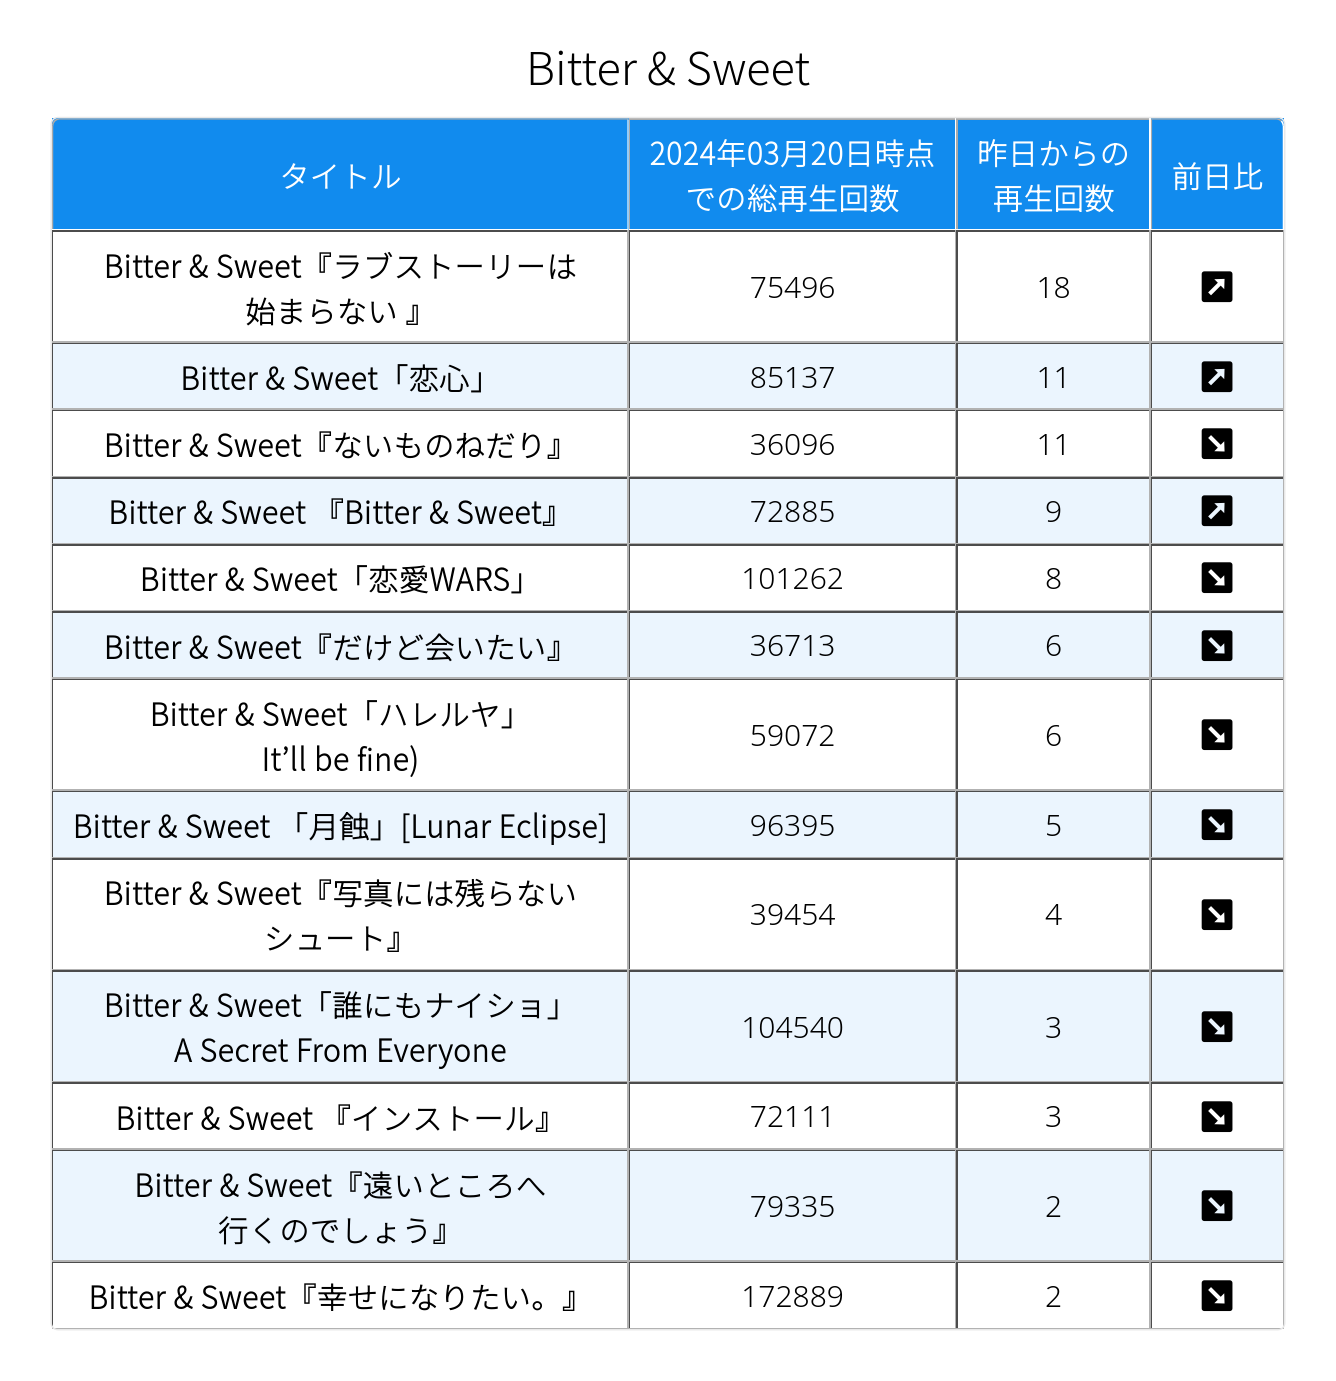 Bitter & Sweet
タイトル
2024年03月20日時点
での総再生回数
昨日からの
再生回数
前日比
Bitter & Sweet『ラブストーリーは
始まらない 』
75496
18
Bitter & Sweet「恋心」
85137
11
Bitter & Sweet『ないものねだり』
36096
11
Bitter & Sweet 『Bitter & Sweet』
72885
9
Bitter & Sweet「恋愛WARS」
101262
8
Bitter & Sweet『だけど会いたい』
36713
6
Bitter & Sweet「ハレルヤ」
It’ll be fine)
59072
6
Bitter & Sweet 「月蝕」[Lunar Eclipse]
96395
5
Bitter & Sweet『写真には残らない
シュート』
39454
4
Bitter & Sweet「誰にもナイショ」
A Secret From Everyone
104540
3
Bitter & Sweet 『インストール』
72111
3
Bitter & Sweet『遠いところへ
行くのでしょう』
79335
2
Bitter & Sweet『幸せになりたい。』
172889
2